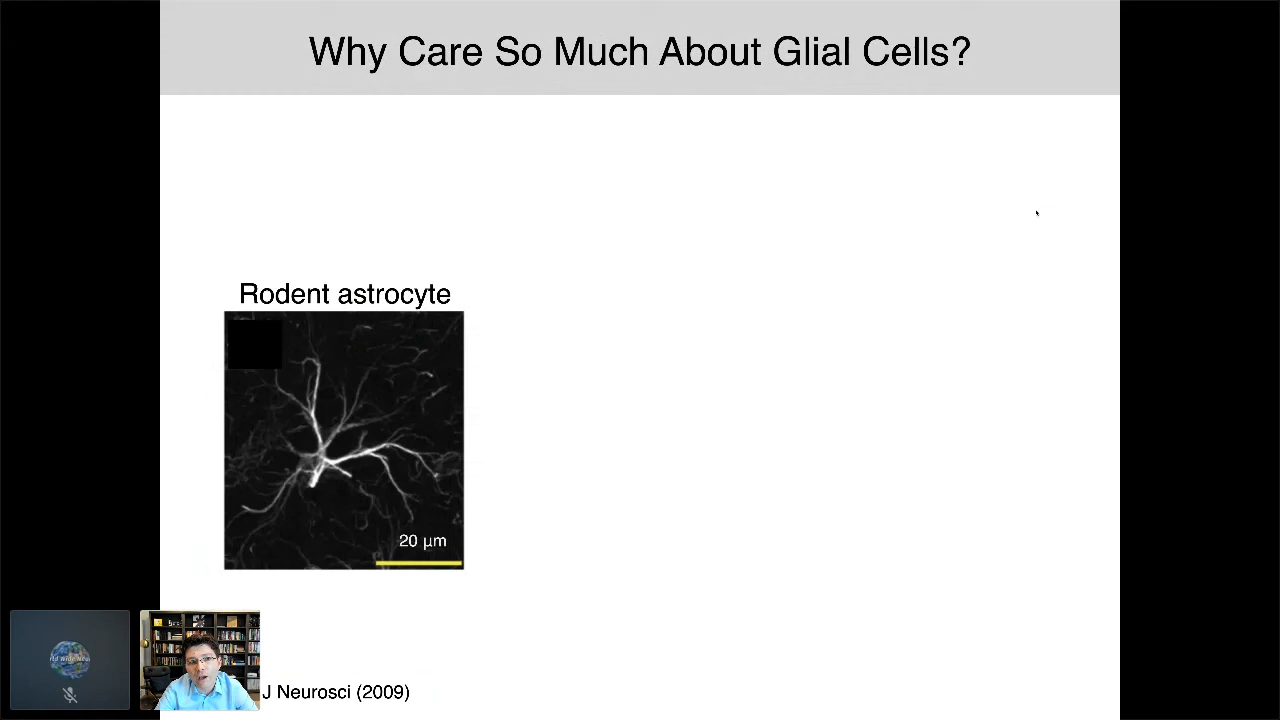 Why Care So Much About Glial Cells?
Rodent astrocyte
20 µm
J Neurosci (2009)